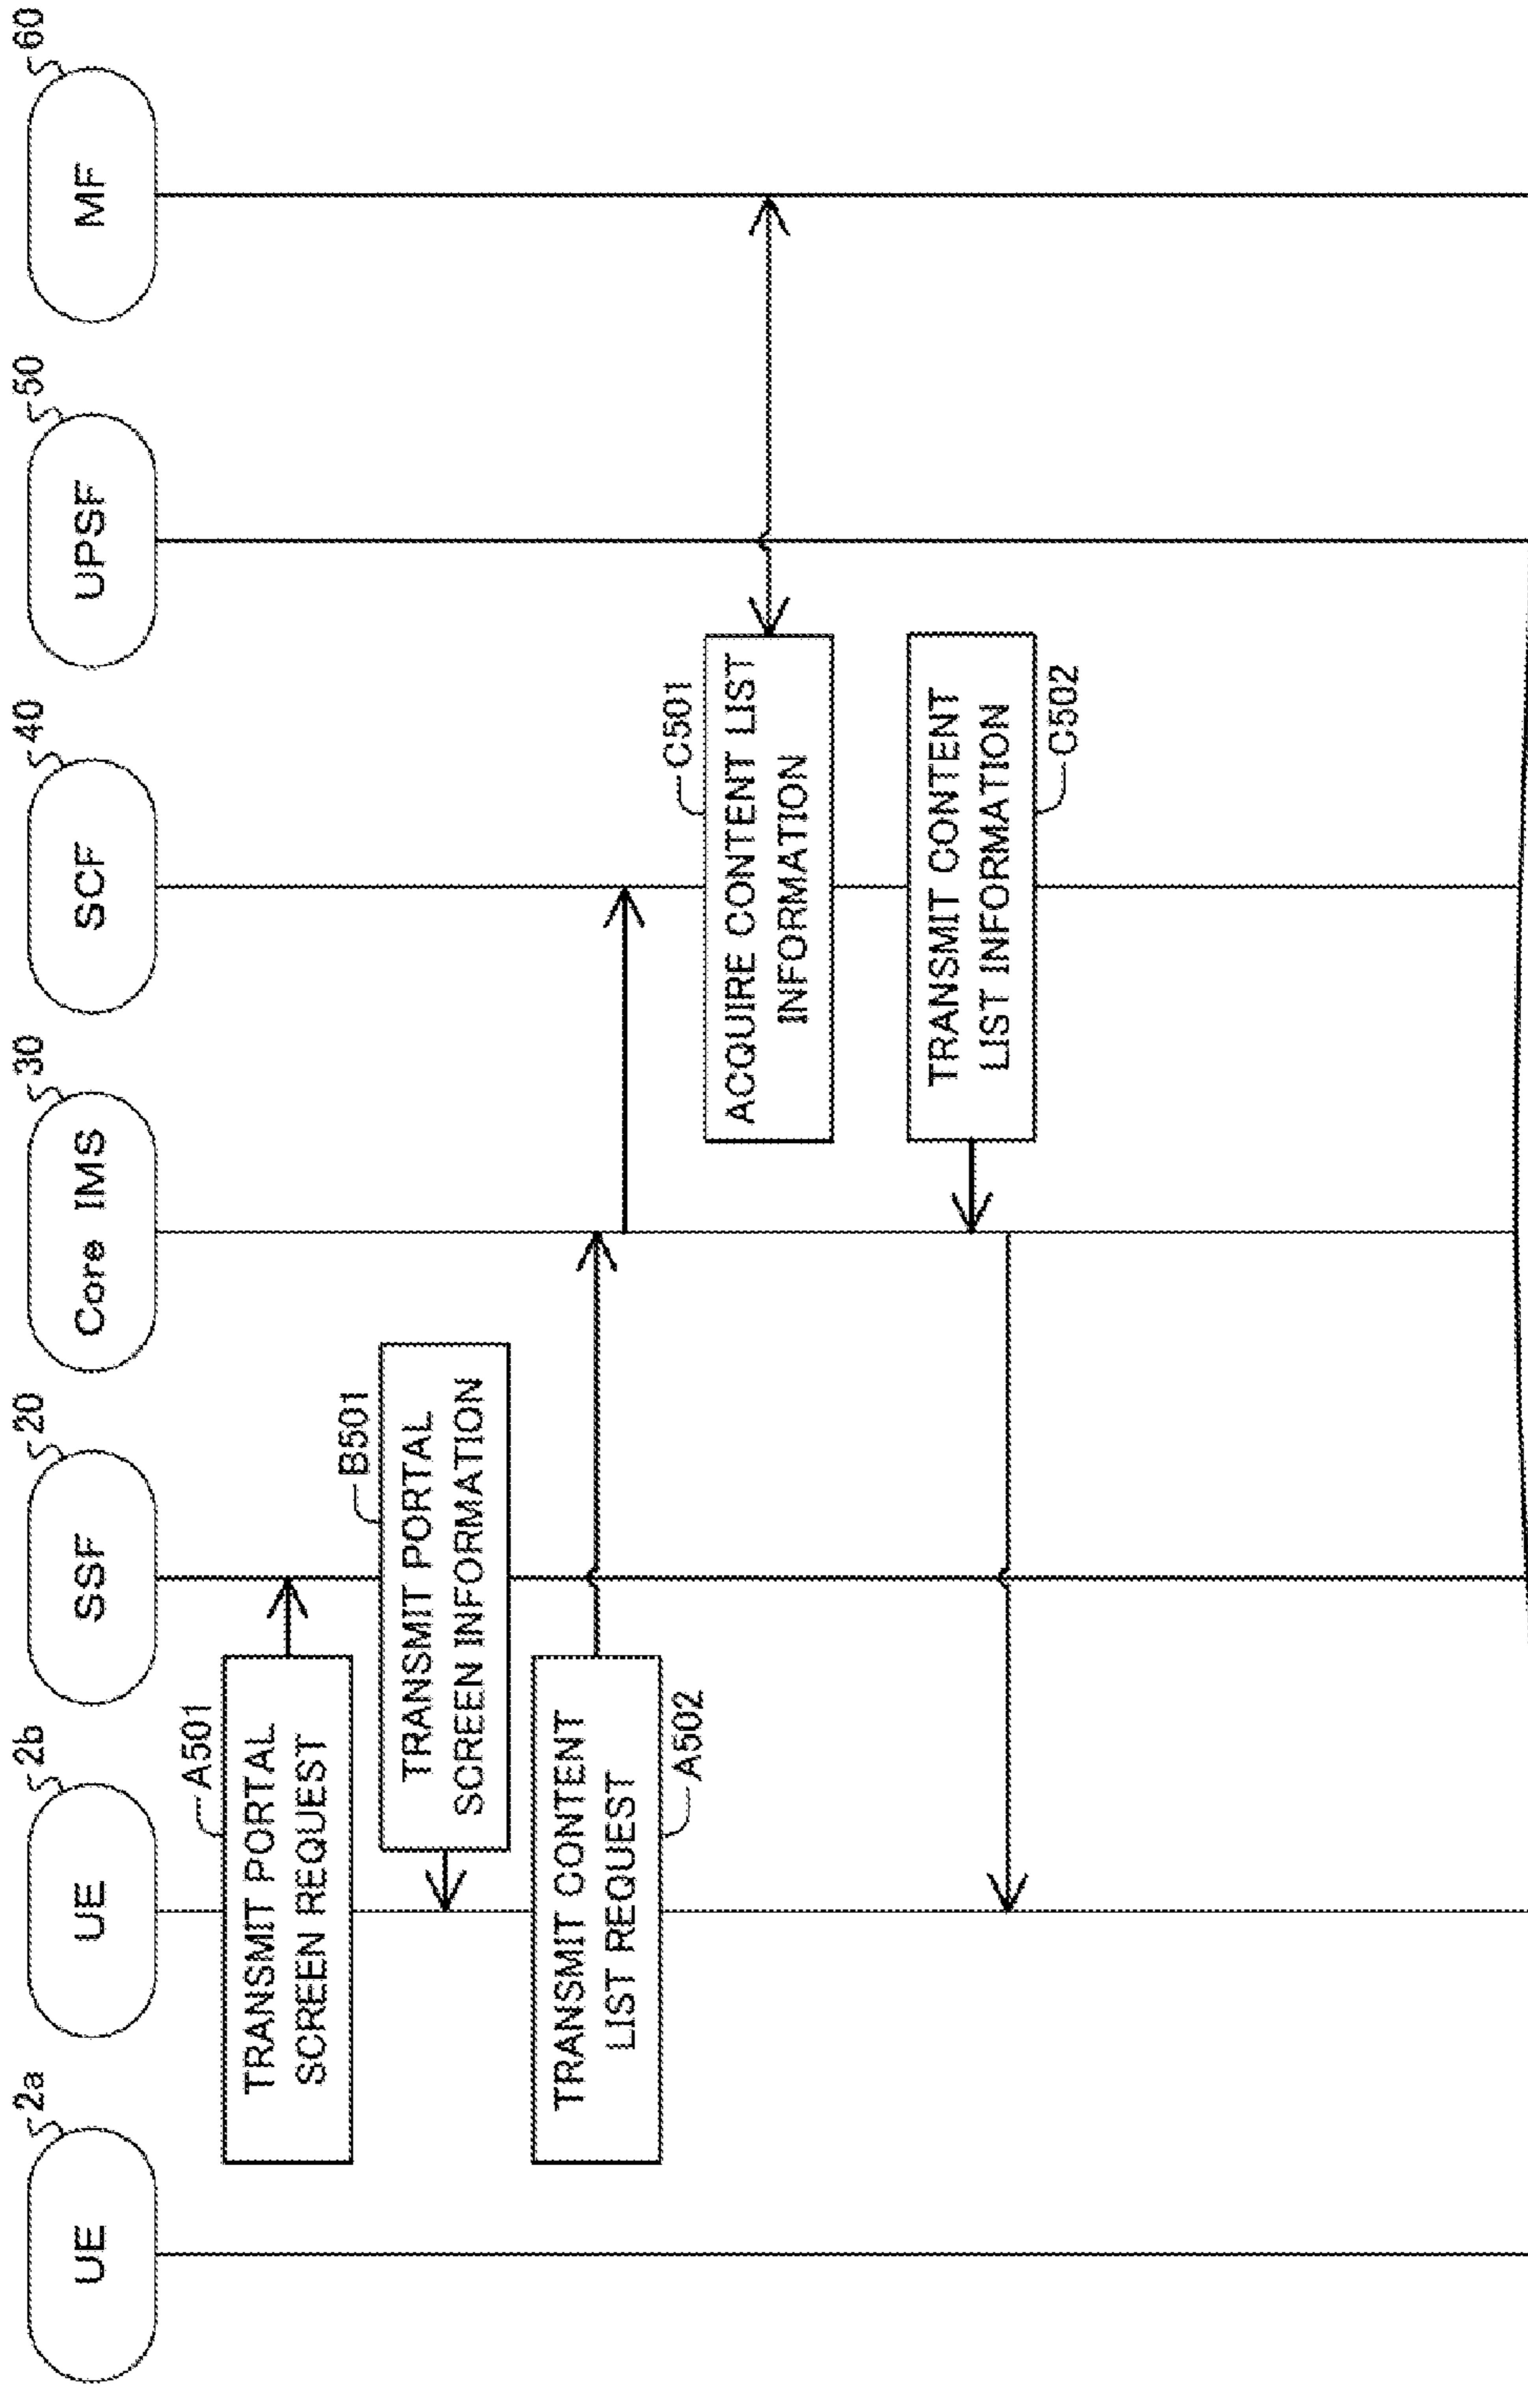 UE
2a
UE
2b
SSF
20
Core IMS
30
SCF
40
UPSF
50
MF
60
A501
TRANSMIT PORTAL
SCREEN REQUEST
B501
TRANSMIT PORTAL
SCREEN INFORMATION
TRANSMIT CONTENT
LIST REQUEST
A502
C501
ACQUIRE CONTENT LIST
INFORMATION
TRANSMIT CONTENT
LIST INFORMATION
C502